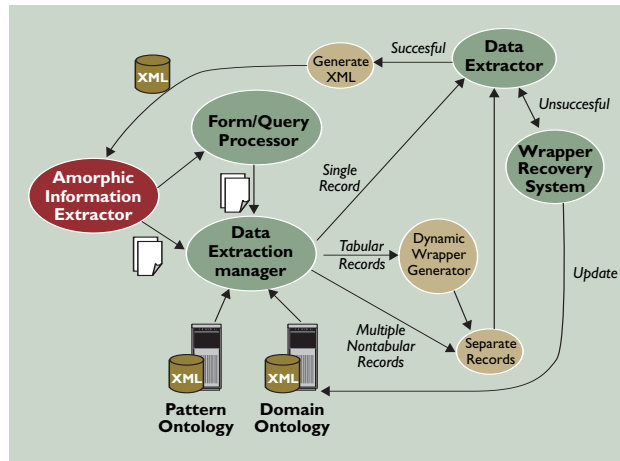 Succesful
Data
Extractor
Generate
XML
XML
Unsuccesful
Form/Query
Processor
Wrapper
Recovery
System
Amorphic
Information
Extractor
Single
Record
Data
Extraction
manager
Tabular
Records
Dynamic
Wrapper
Generator
Update
Multiple
Nontabular
Records
Separate
Records
XML
XML
Pattern
Ontology
Domain
Ontology